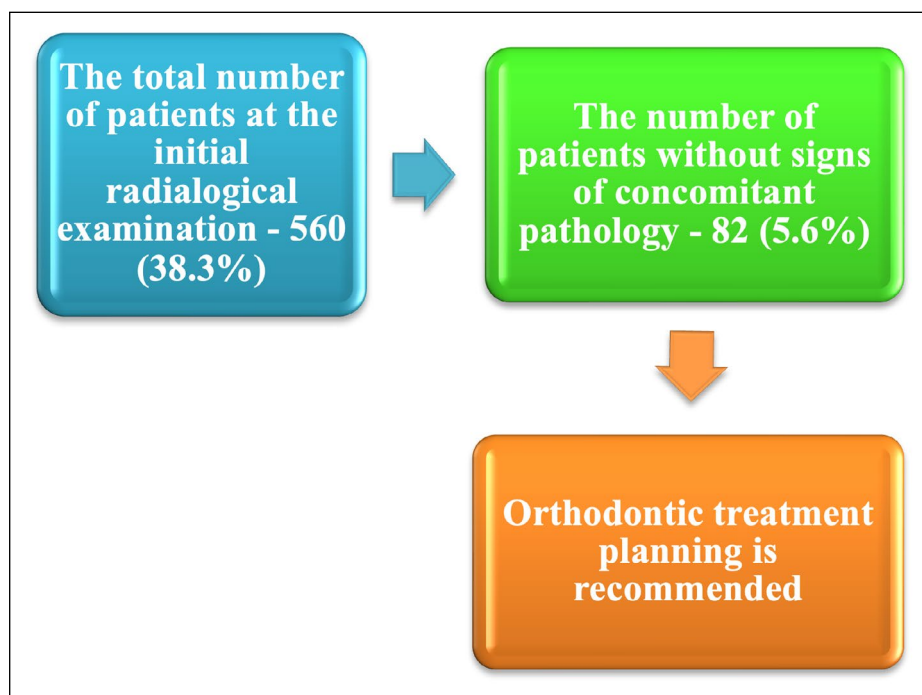 The total number
of patients at the
initial
radialogical
examination - 560
(38.3%)
The number of
patients without signs
of concomitant
pathology - 82 (5.6%)
Orthodontic treatment
planning is
recommended